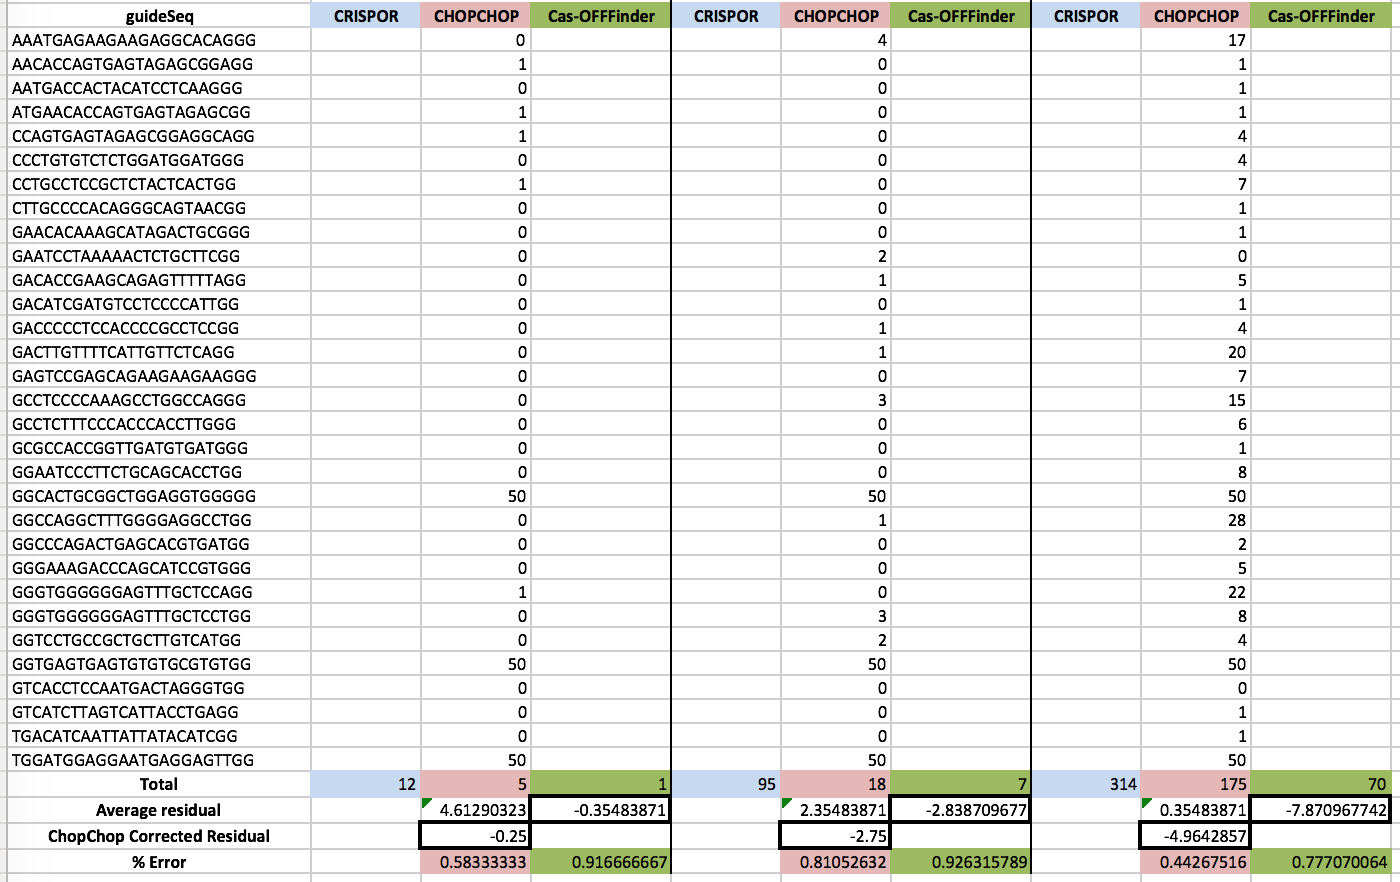 guideSeq CRISPOR CHOPCHOP Cas-OFFFinder CRISPOR CHOPCHOP Cas-OFFFinder CRISPOR CHOPCHOP Cas-OFFFinder
AAATGAGAAGAAGAGGCACAGGG 0 4 17
AACACCAGTGAGTAGAGCGGAGG 1 0 1
AATGACCACTACATCCTCAAGGG 0 0 1
ATGAACACCAGTGAGTAGAGCGG 1 0 1
CCAGTGAGTAGAGCGGAGGCAGG 1 0 4
CCCTGTGTCTCTGGATGGATGGG 0 0 4
CCTGCCTCCGCTCTACTCACTGG 1 0 7
CTTGCCCCACAGGGCAGTAACGG 0 0 1
GAACACAAAGCATAGACTGCGGG 0 0 1
GAATCCTAAAAACTCTGCTTCGG 0 2 0
GACACCGAAGCAGAGTTTTTAGG 0 1 5
GACATCGATGTCCTCCCCATTGG 0 0 1
GACCCCCTCCACCCCGCCTCCGG 0 1 4
GACTTGTTTTCATTGTTCTCAGG 0 1 20
GAGTCCGAGCAGAAGAAGAAGGG 0 0 7
GCCTCCCCAAAGCCTGGCCAGGG 0 3 15
GCCTCTTTCCCACCCACCTTGGG 0 0 6
GCGCCACCGGTTGATGTGATGGG 0 0 1
GGAATCCCTTCTGCAGCACCTGG 0 0 8
GGCACTGCGGCTGGAGGTGGGGG 50 50 50
GGCCAGGCTTTGGGGAGGCCTGG 0 1 28
GGCCCAGACTGAGCACGTGATGG 0 0 2
GGGAAAGACCCAGCATCCGTGGG 0 0 5
GGGTGGGGGGAGTTTGCTCCAGG 1 0 22
GGGTGGGGGGAGTTTGCTCCTGG 0 3 8
GGTCCTGCCGCTGCTTGTCATGG 0 2 4
GGTGAGTGAGTGTGTGCGTGTGG 50 50 50
GTCACCTCCAATGACTAGGGTGG 0 0 0
GTCATCTTAGTCATTACCTGAGG 0 0 1
TGACATCAATTATTATACATCGG 0 0 1
TGGATGGAGGAATGAGGAGTTGG 50 50 50
Total 12 5 1 95 18 7 314 175 70
Average residual 4.61290323 -0.35483871 2.35483871 -2.838709677 0.35483871 -7.870967742
ChopChop Corrected Residual -0.25 -2.75 -4.9642857
% Error 0.58333333 0.916666667 0.81052632 0.926315789 0.44267516 0.777070064